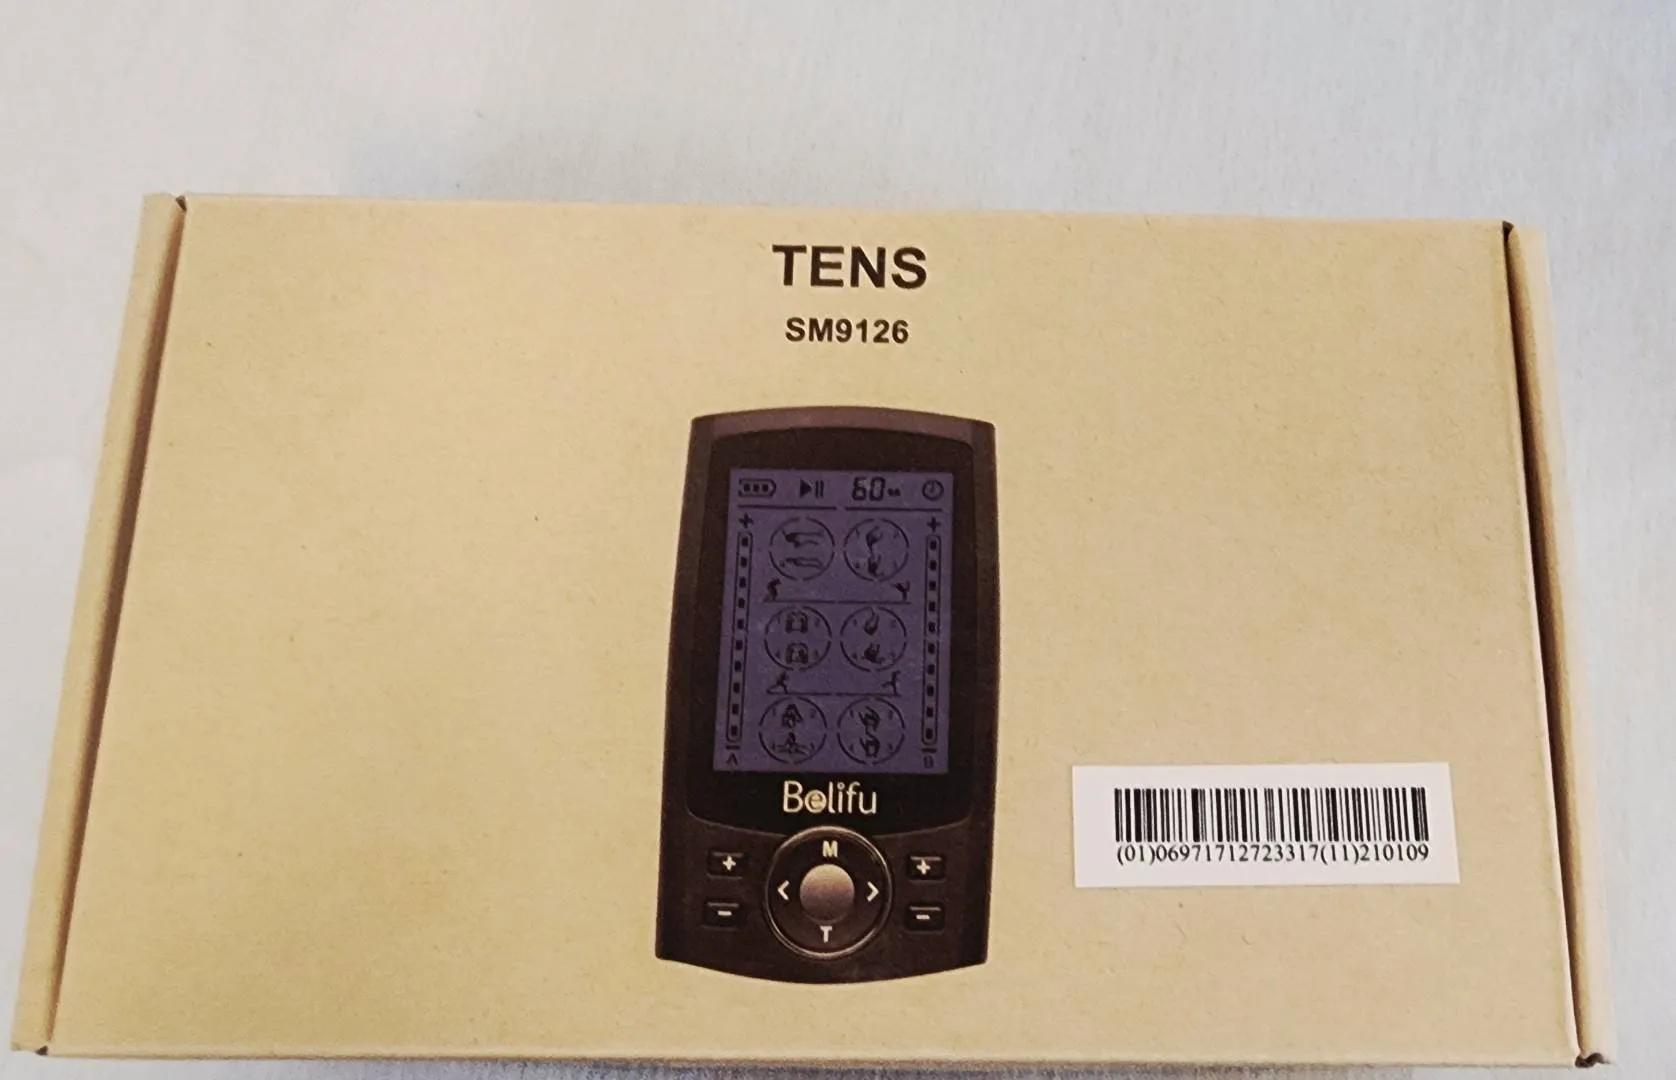 TENS
SM9126
60
A
B
Belifu
M
+ < > +
- -
T
(01)06971712723317(11)210109